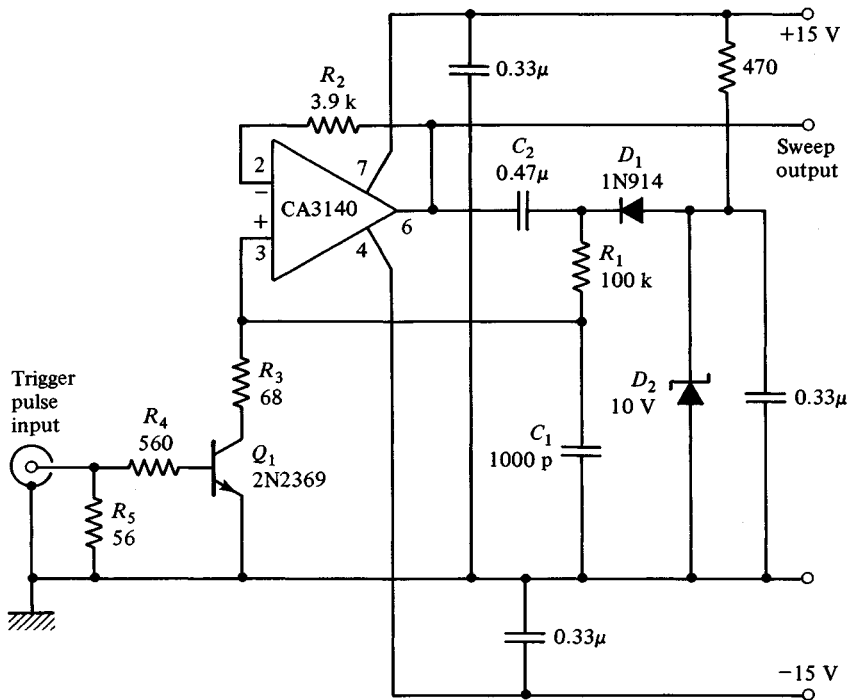 +15 V
0.33μ
470
R2
3.9 k
Sweep
output
2
−
7
C2
0.47μ
D1
1N914
CA3140
+
3
6
4
R1
100 k
R3
68
Trigger
pulse
input
R4
560
Q1
2N2369
C1
1000 p
D2
10 V
0.33μ
R5
56
0.33μ
−15 V